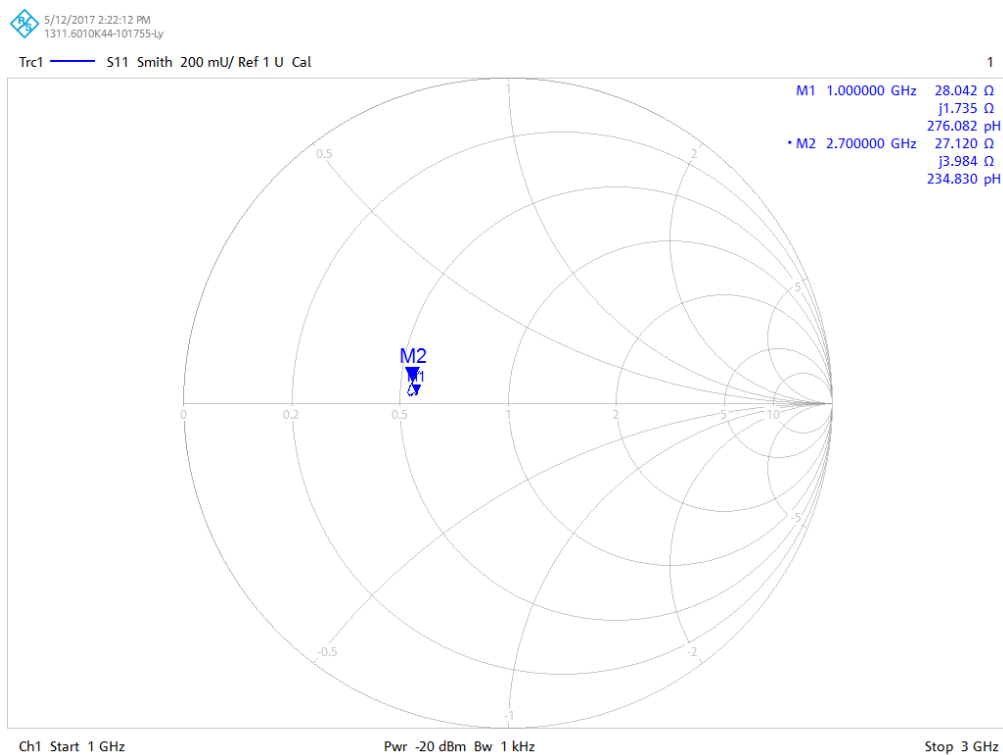 R&S
5/12/2017 2:22:12 PM
1311.6010K44-101755-Ly
Trc1 S11 Smith 200 mU/ Ref 1 U Cal 1
M1 1.000000 GHz 28.042 Ω
j1.735 Ω
276.082 pH
• M2 2.700000 GHz 27.120 Ω
j3.984 Ω
234.830 pH
1
0.5 2
5
M2
M1
0 0.2 0.5 1 2 5 10
-5
-0.5 -2
-1
Ch1 Start 1 GHz Pwr -20 dBm Bw 1 kHz Stop 3 GHz